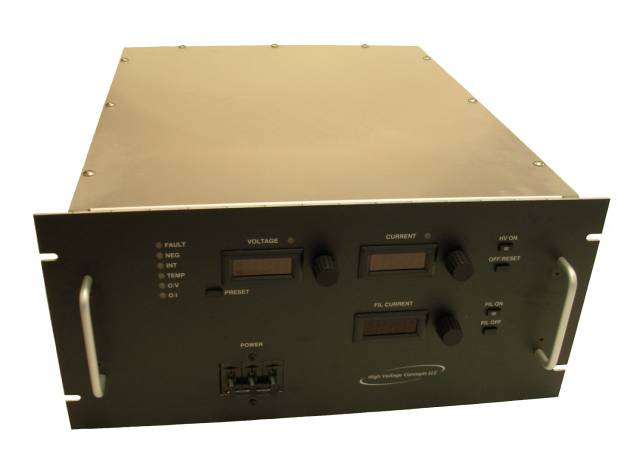 FAULT
NEG
INT
TEMP
O/V
O/I
VOLTAGE
PRESET
CURRENT
HV ON
OFF/RESET
FIL CURRENT
FIL ON
FIL OFF
POWER
High Voltage Concepts LLC